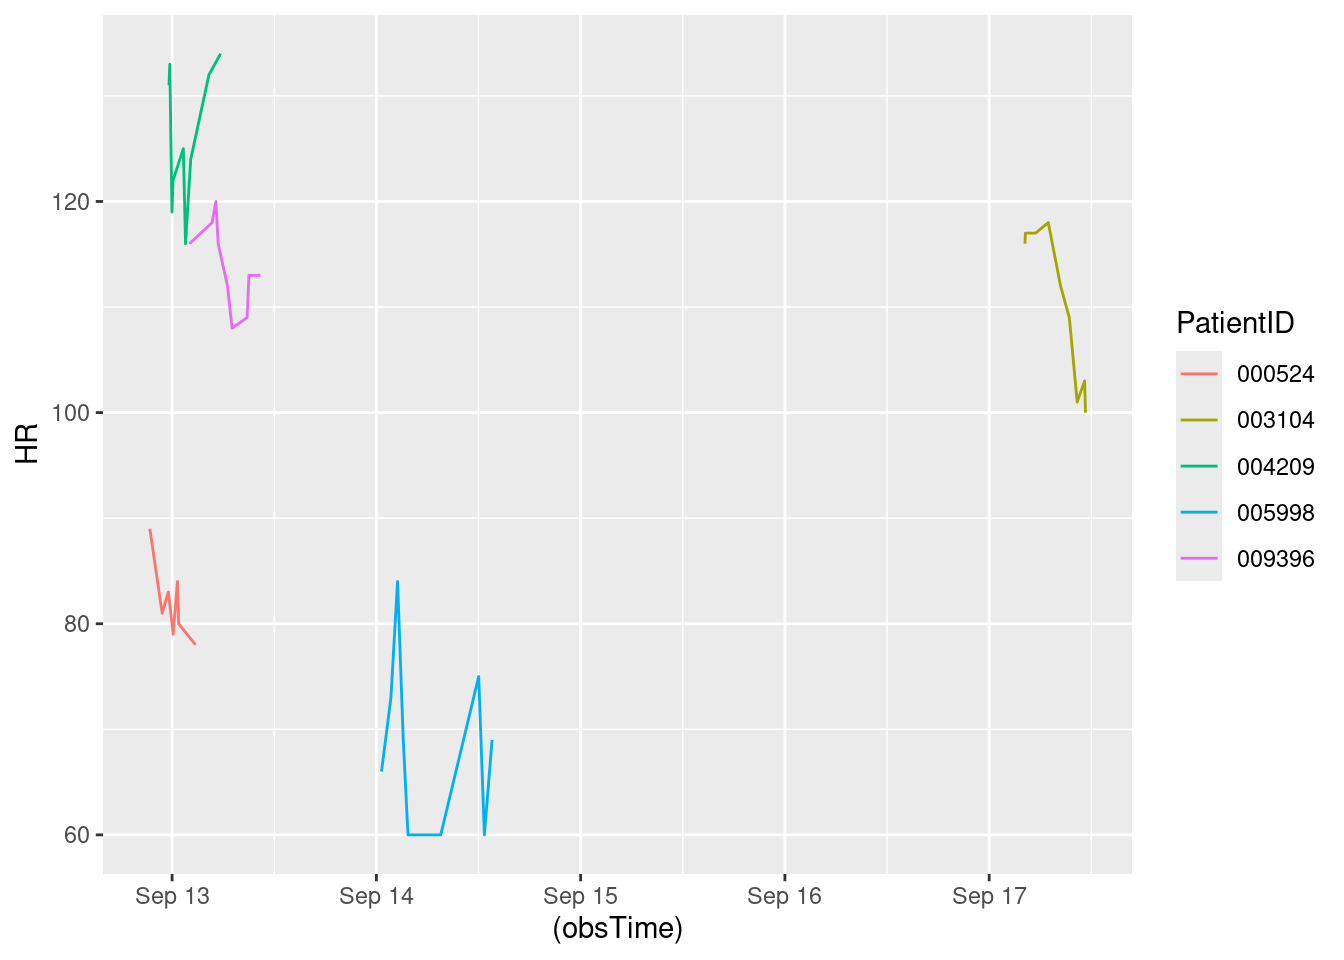 120
100
80
60
HR
Sep 13
Sep 14
Sep 15
Sep 16
Sep 17
(obsTime)
PatientID
000524
003104
004209
005998
009396